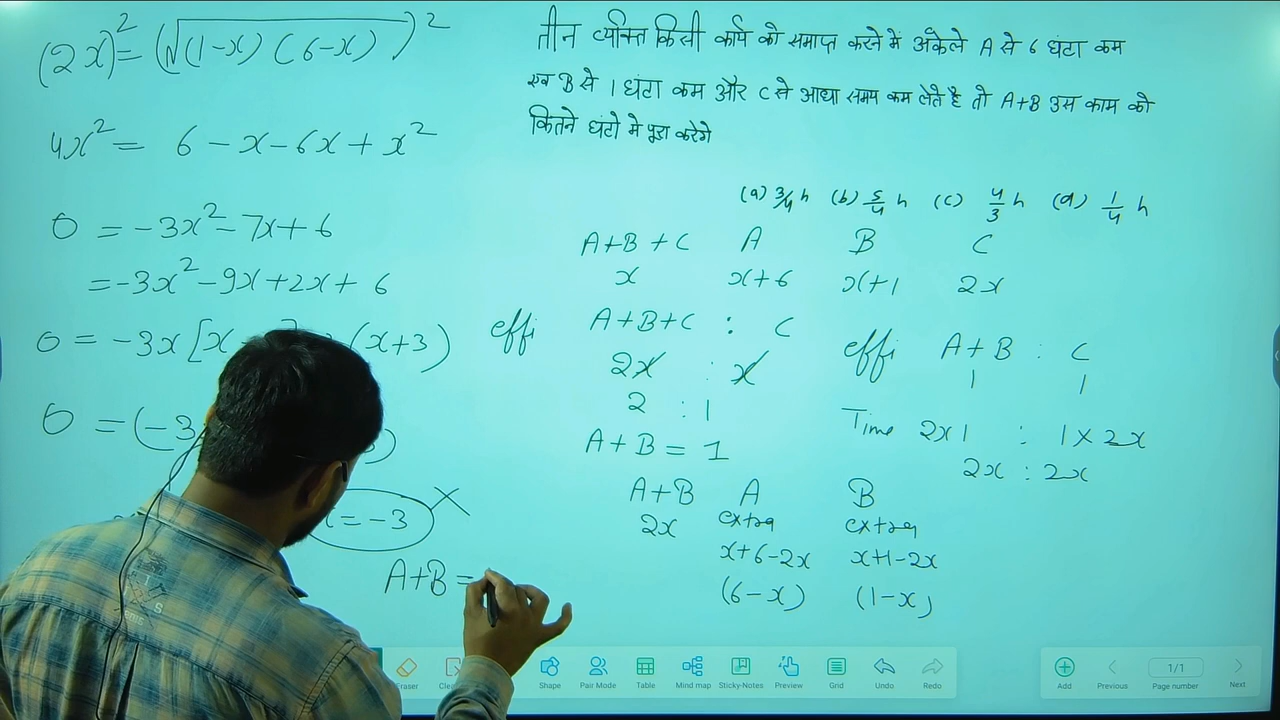 (2x)² = (√(1-x) (6-x))²
4x² = 6 - x - 6x + x²
0 = -3x² - 7x + 6
= -3x² - 9x + 2x + 6
0 = -3x [x (x+3)
0 = (-3 )
= -3
A+B =
तीन व्यक्ति किसी कार्य को समाप्त करने में अकेले A से 6 घंटा कम
एव B से 1 घंटा कम और C से आधा समय कम लेते है तो A+B उस काम को
कितने घंटो मे पूरा करेगे
(a) 3/4 h (b) 5/4 h (c) 4/3 h (d) 1/4 h
A+B+C A B C
x x+6 x+1 2x
effi A+B+C : C
2x : x
2 : 1
A+B = 1
effi A+B : C
1 1
Time 2x1 : 1×2x
2x : 2x
A+B A B
2x extra extra
x+6-2x x+1-2x
(6-x) (1-x)
Eraser Shape Pair Mode Table Mind map Sticky-Notes Preview Grid Undo Redo
Add Previous 1/1 Page number Next